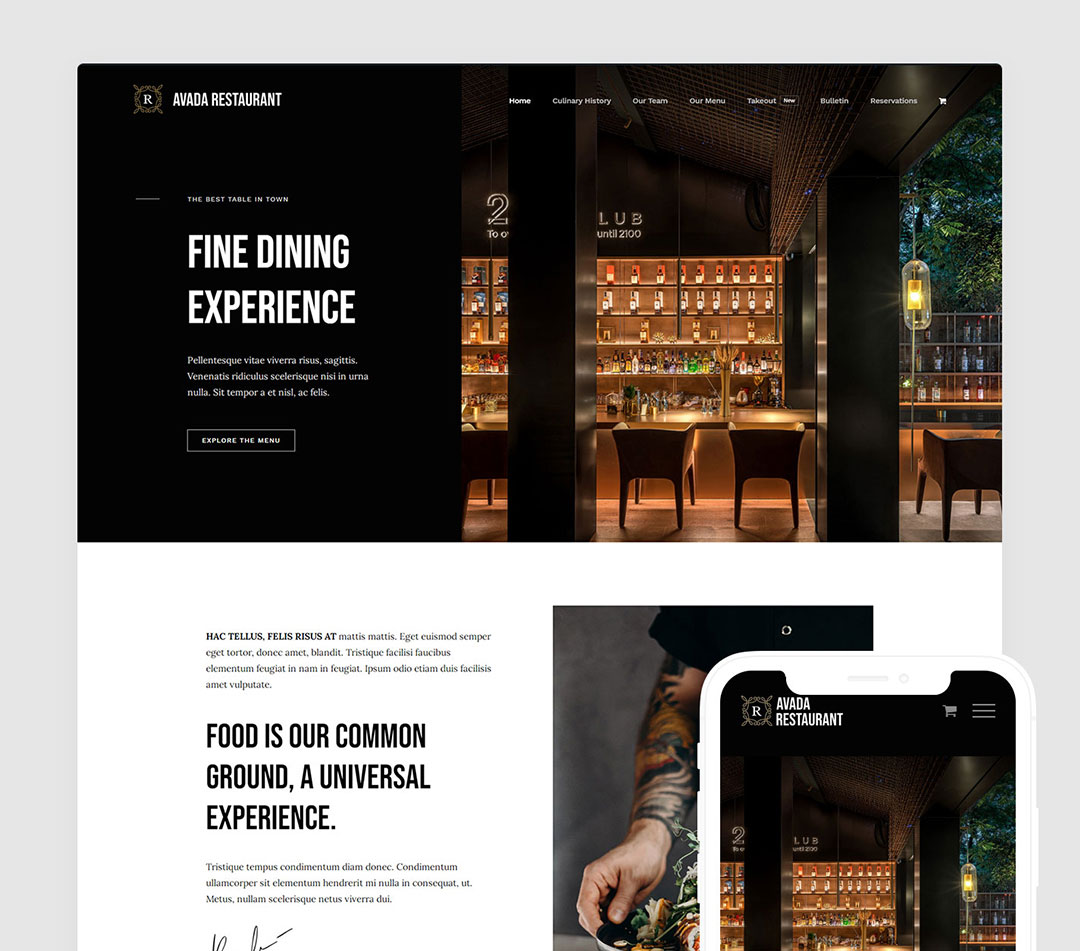 R
AVADA RESTAURANT
Home Culinary History Our Team Our Menu Takeout New Bulletin Reservations
THE BEST TABLE IN TOWN
FINE DINING
EXPERIENCE
Pellentesque vitae viverra risus, sagittis.
Venenatis ridiculus scelerisque nisi in urna
nulla. Sit tempor a et nisl, ac felis.
EXPLORE THE MENU
2 LUB
To until 2100
HAC TELLUS, FELIS RISUS AT mattis mattis. Eget euismod semper
eget tortor, donec amet, blandit. Tristique facilisi faucibus
elementum feugiat in nam in feugiat. Ipsum odio etiam duis facilisis
amet vulputate.
FOOD IS OUR COMMON
GROUND, A UNIVERSAL
EXPERIENCE.
Tristique tempus condimentum diam donec. Condimentum
ullamcorper sit elementum hendrerit mi nulla in consequat, ut.
Metus, nullam scelerisque netus viverra dui.
R
AVADA
RESTAURANT
2 LUB
until 2100